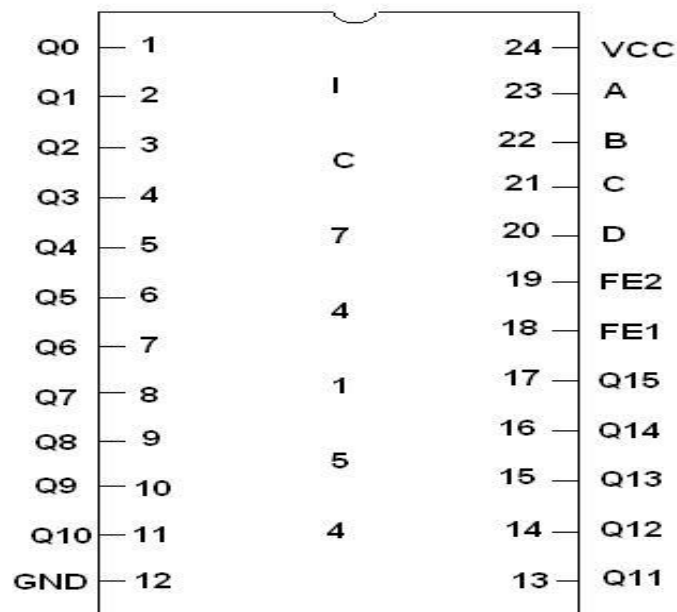 Q0 1 24 VCC
Q1 2 I 23 A
Q2 3 C 22 B
Q3 4 21 C
Q4 5 7 20 D
Q5 6 4 19 FE2
Q6 7 18 FE1
Q7 8 1 17 Q15
Q8 9 5 16 Q14
Q9 10 15 Q13
Q10 11 4 14 Q12
GND 12 13 Q11